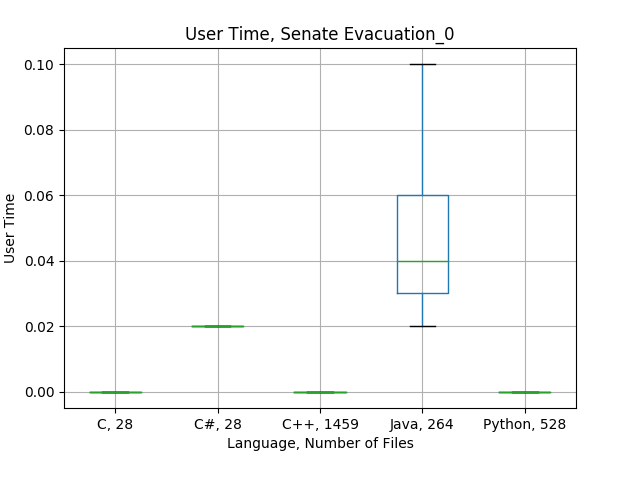 User Time, Senate Evacuation_0
User Time
0.10
0.08
0.06
0.04
0.02
0.00
C, 28
C#, 28
C++, 1459
Java, 264
Python, 528
Language, Number of Files